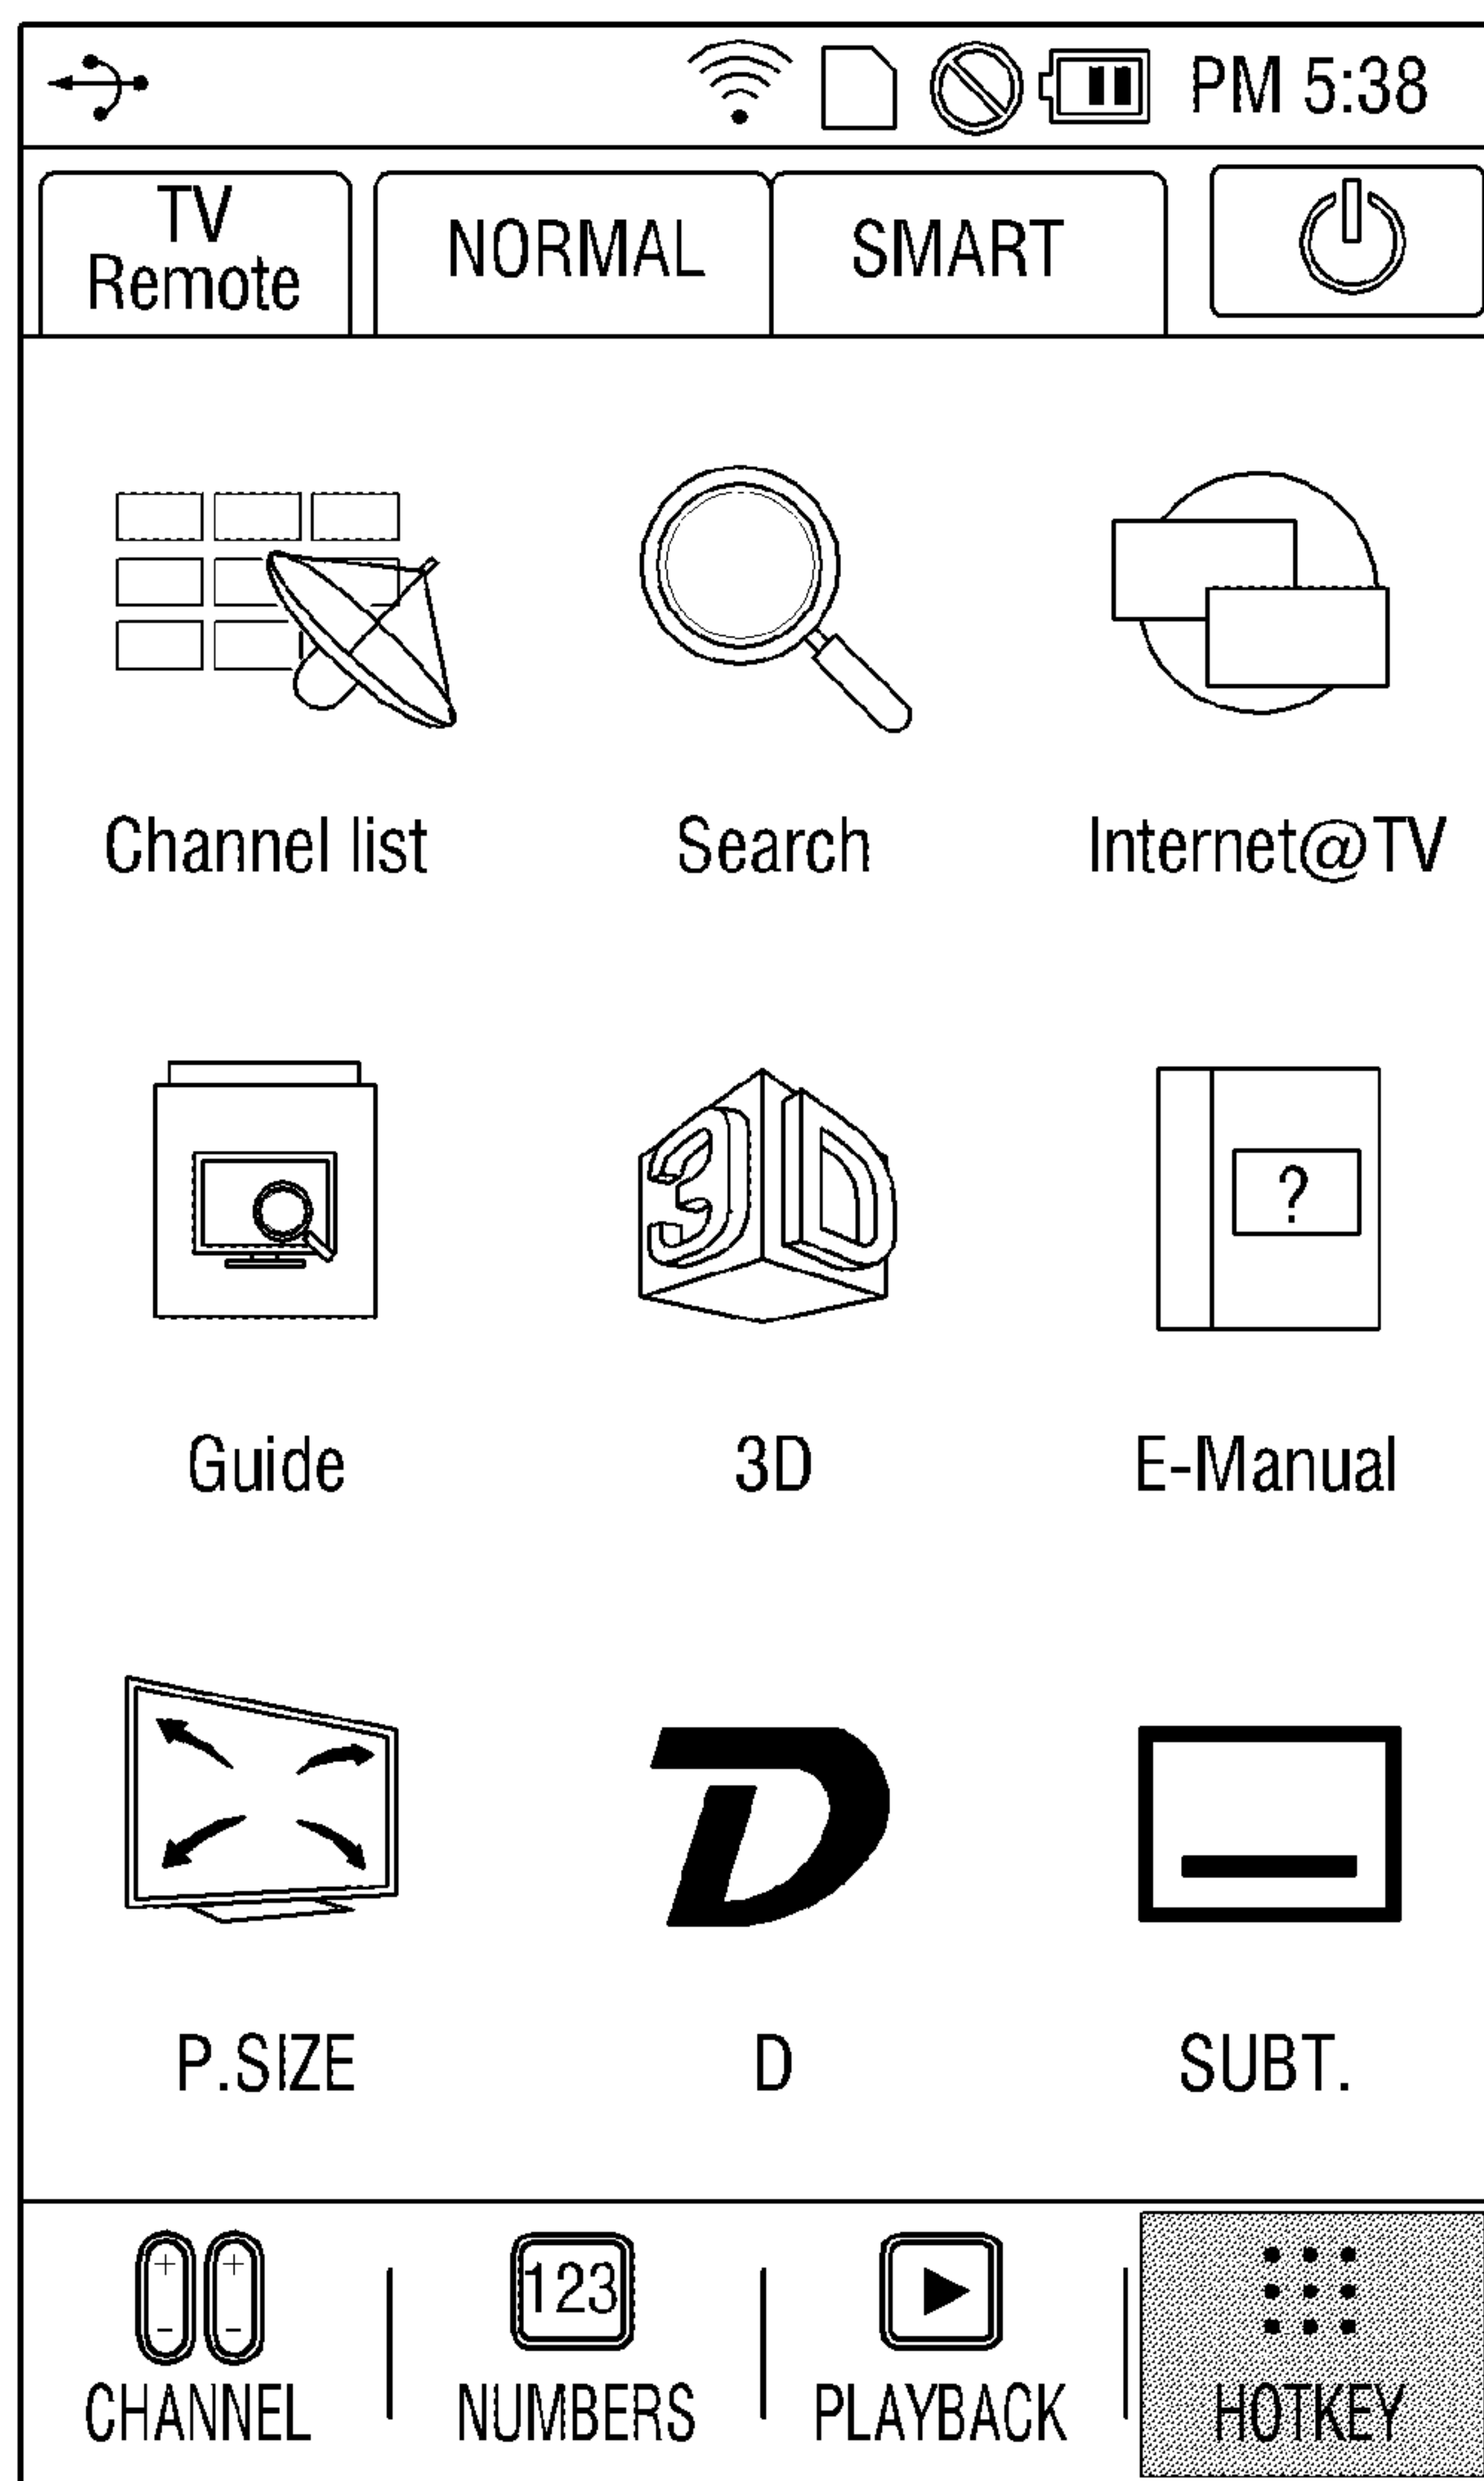 PM 5:38
TV
Remote
NORMAL
SMART
Channel list
Search
Internet@TV
?
3D
Guide
3D
E-Manual
D
P.SIZE
D
SUBT.
+ +
- -
123
CHANNEL
NUMBERS
PLAYBACK
HOTKEY